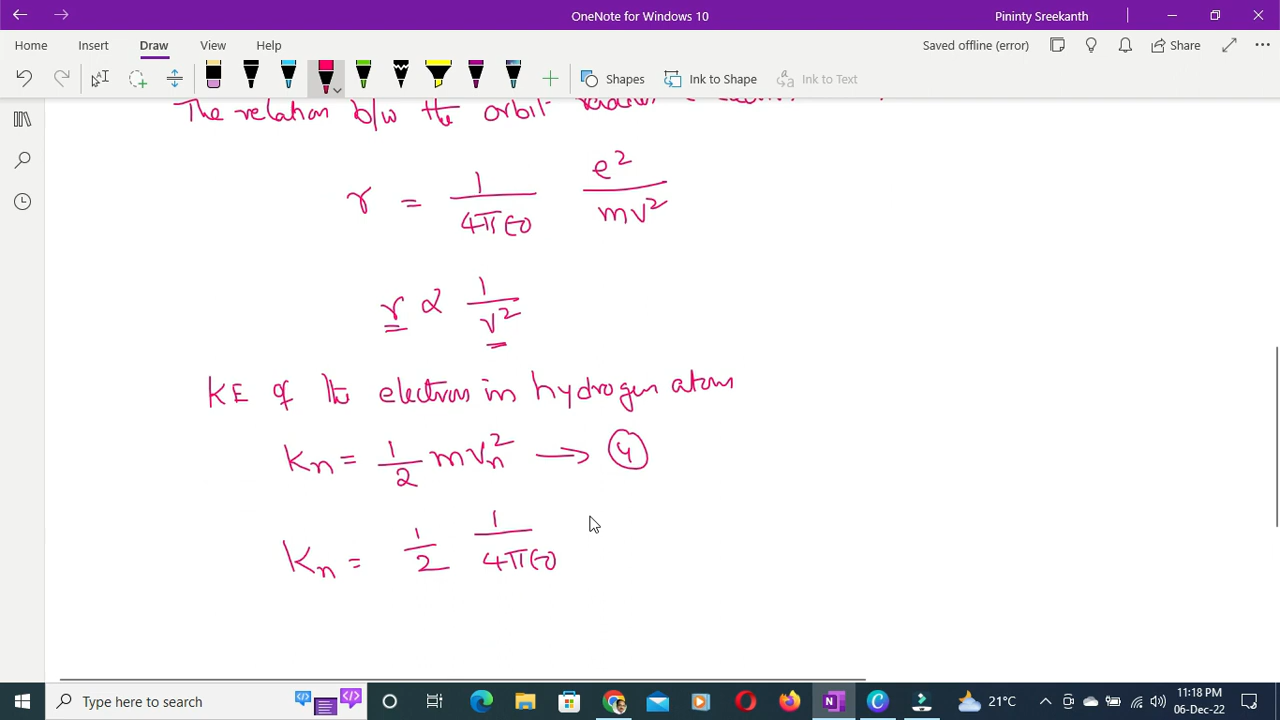 OneNote for Windows 10
Pininty Sreekanth
Home Insert Draw View Help
Saved offline (error)
Share
Shapes
Ink to Shape
Ink to Text
The relation b/w the orbit
r = 1/4πε0 e²/mv²
r ∝ 1/v²
KE of the electron in hydrogen atom
Kn = 1/2 mvn² → 4
Kn = 1/2 1/4πε0
Type here to search
21°C
11:18 PM
06-Dec-22